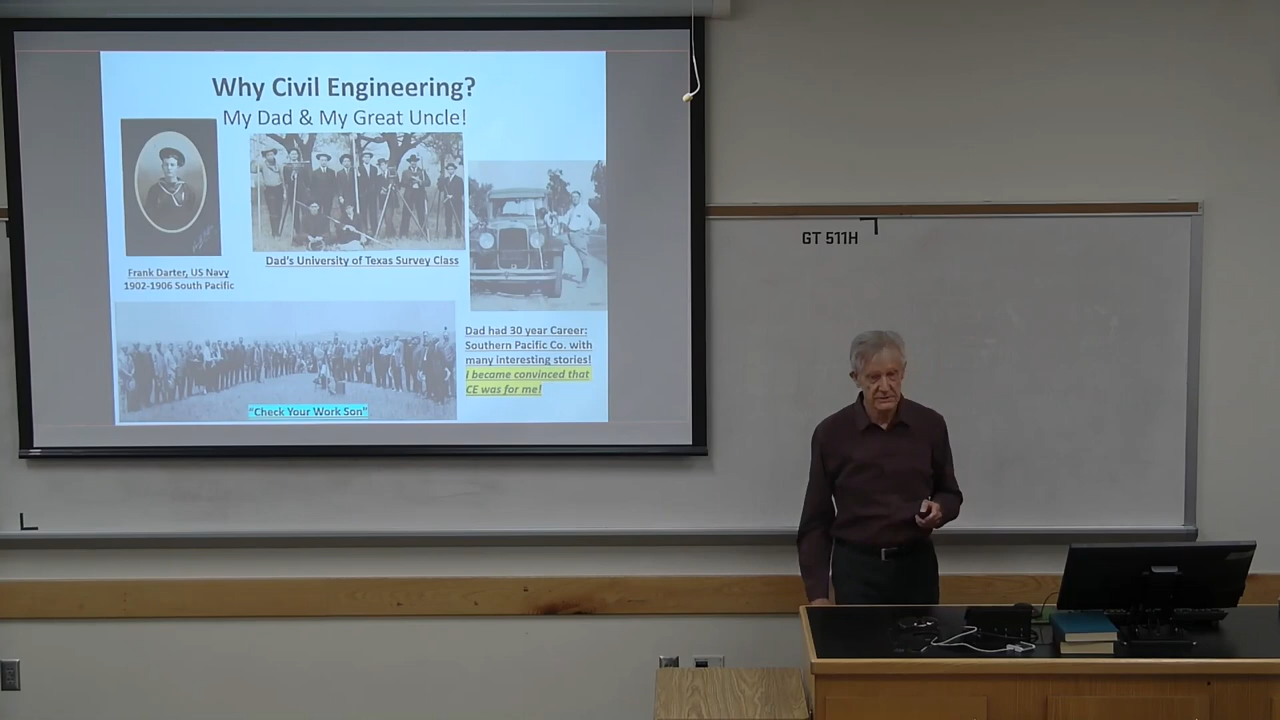 Why Civil Engineering?
My Dad & My Great Uncle!
Frank Darter, US Navy
1902-1906 South Pacific
Dad's University of Texas Survey Class
Dad had 30 year Career:
Southern Pacific Co. with
many interesting stories!
I became convinced that
CE was for me!
"Check Your Work Son"
GT 511H